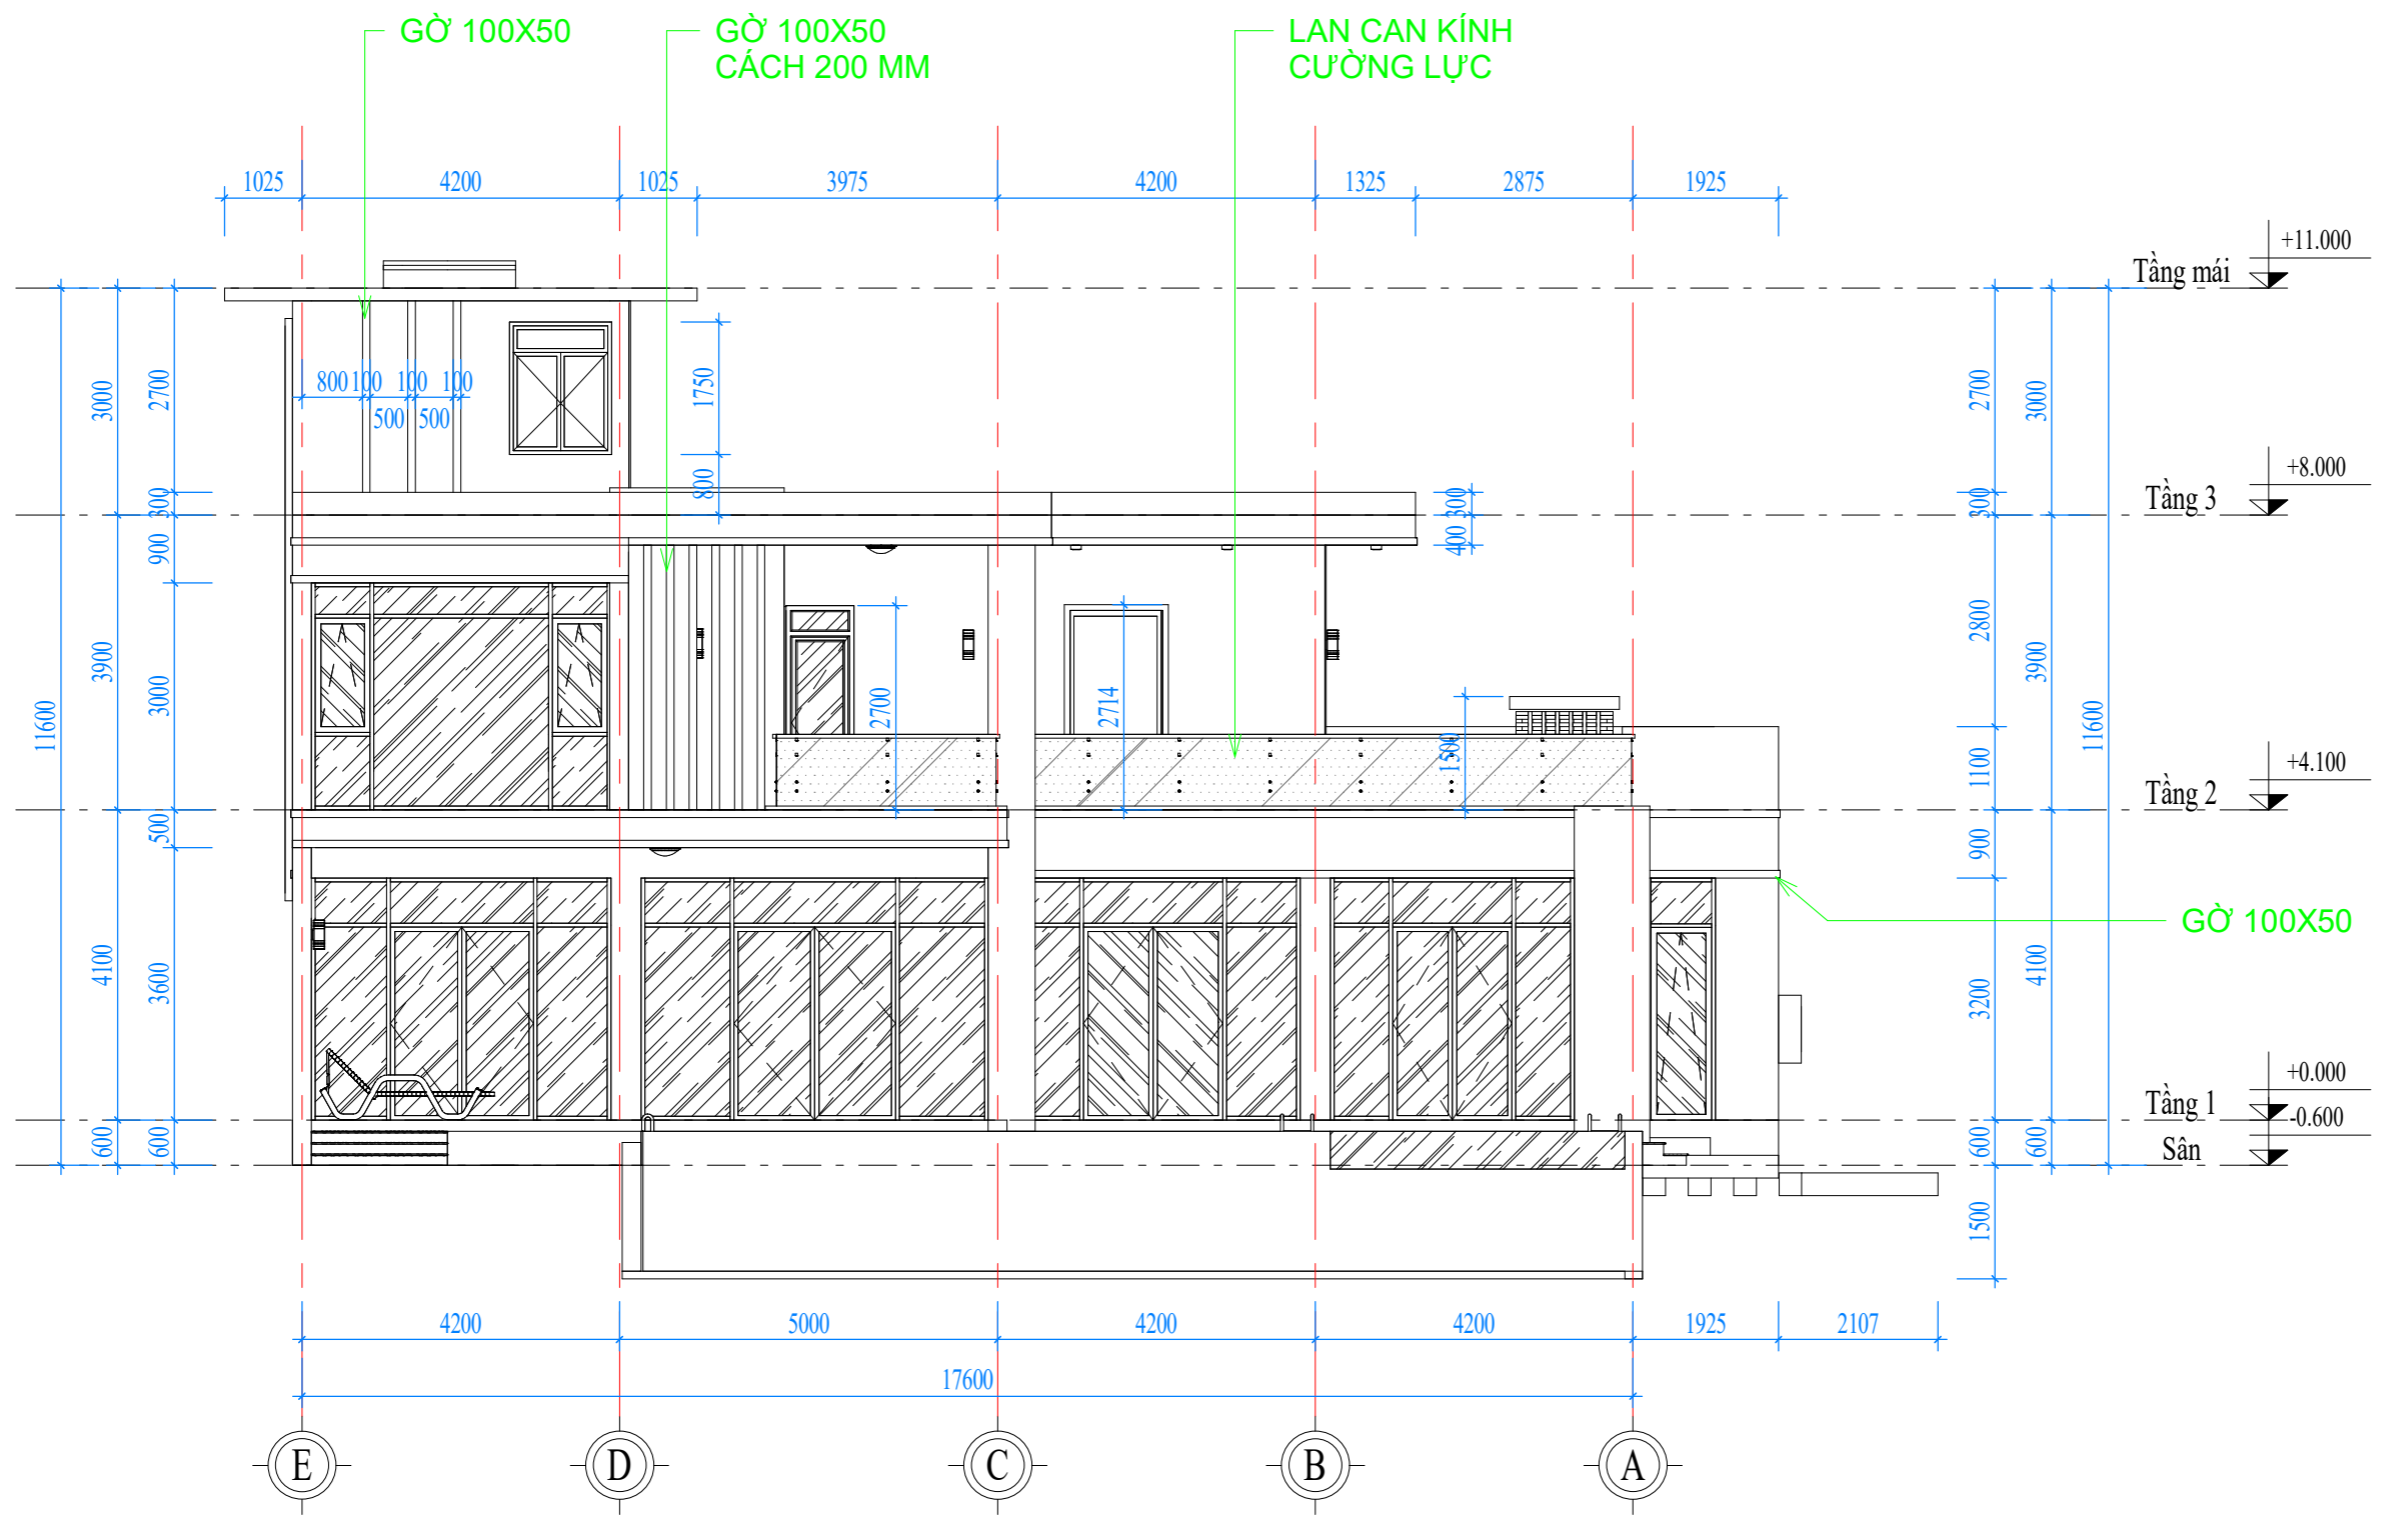 GỜ 100X50
GỜ 100X50
CÁCH 200 MM
LAN CAN KÍNH
CƯỜNG LỰC
1025 4200 1025 3975 4200 1325 2875 1925
+11.000
Tầng mái
+8.000
Tầng 3
+4.100
Tầng 2
GỜ 100X50
+0.000
Tầng 1
-0.600
Sân
11600
3000 3900 4100 600
2700 300 900 3000 500 3600 600
800 100 100 100
500 500
1750
800
300
400
2700
2714
1500
2700 300 2800 1100 900 3200 600 1500
3000 3900 4100 600
11600
4200 5000 4200 4200 1925 2107
17600
E D C B A